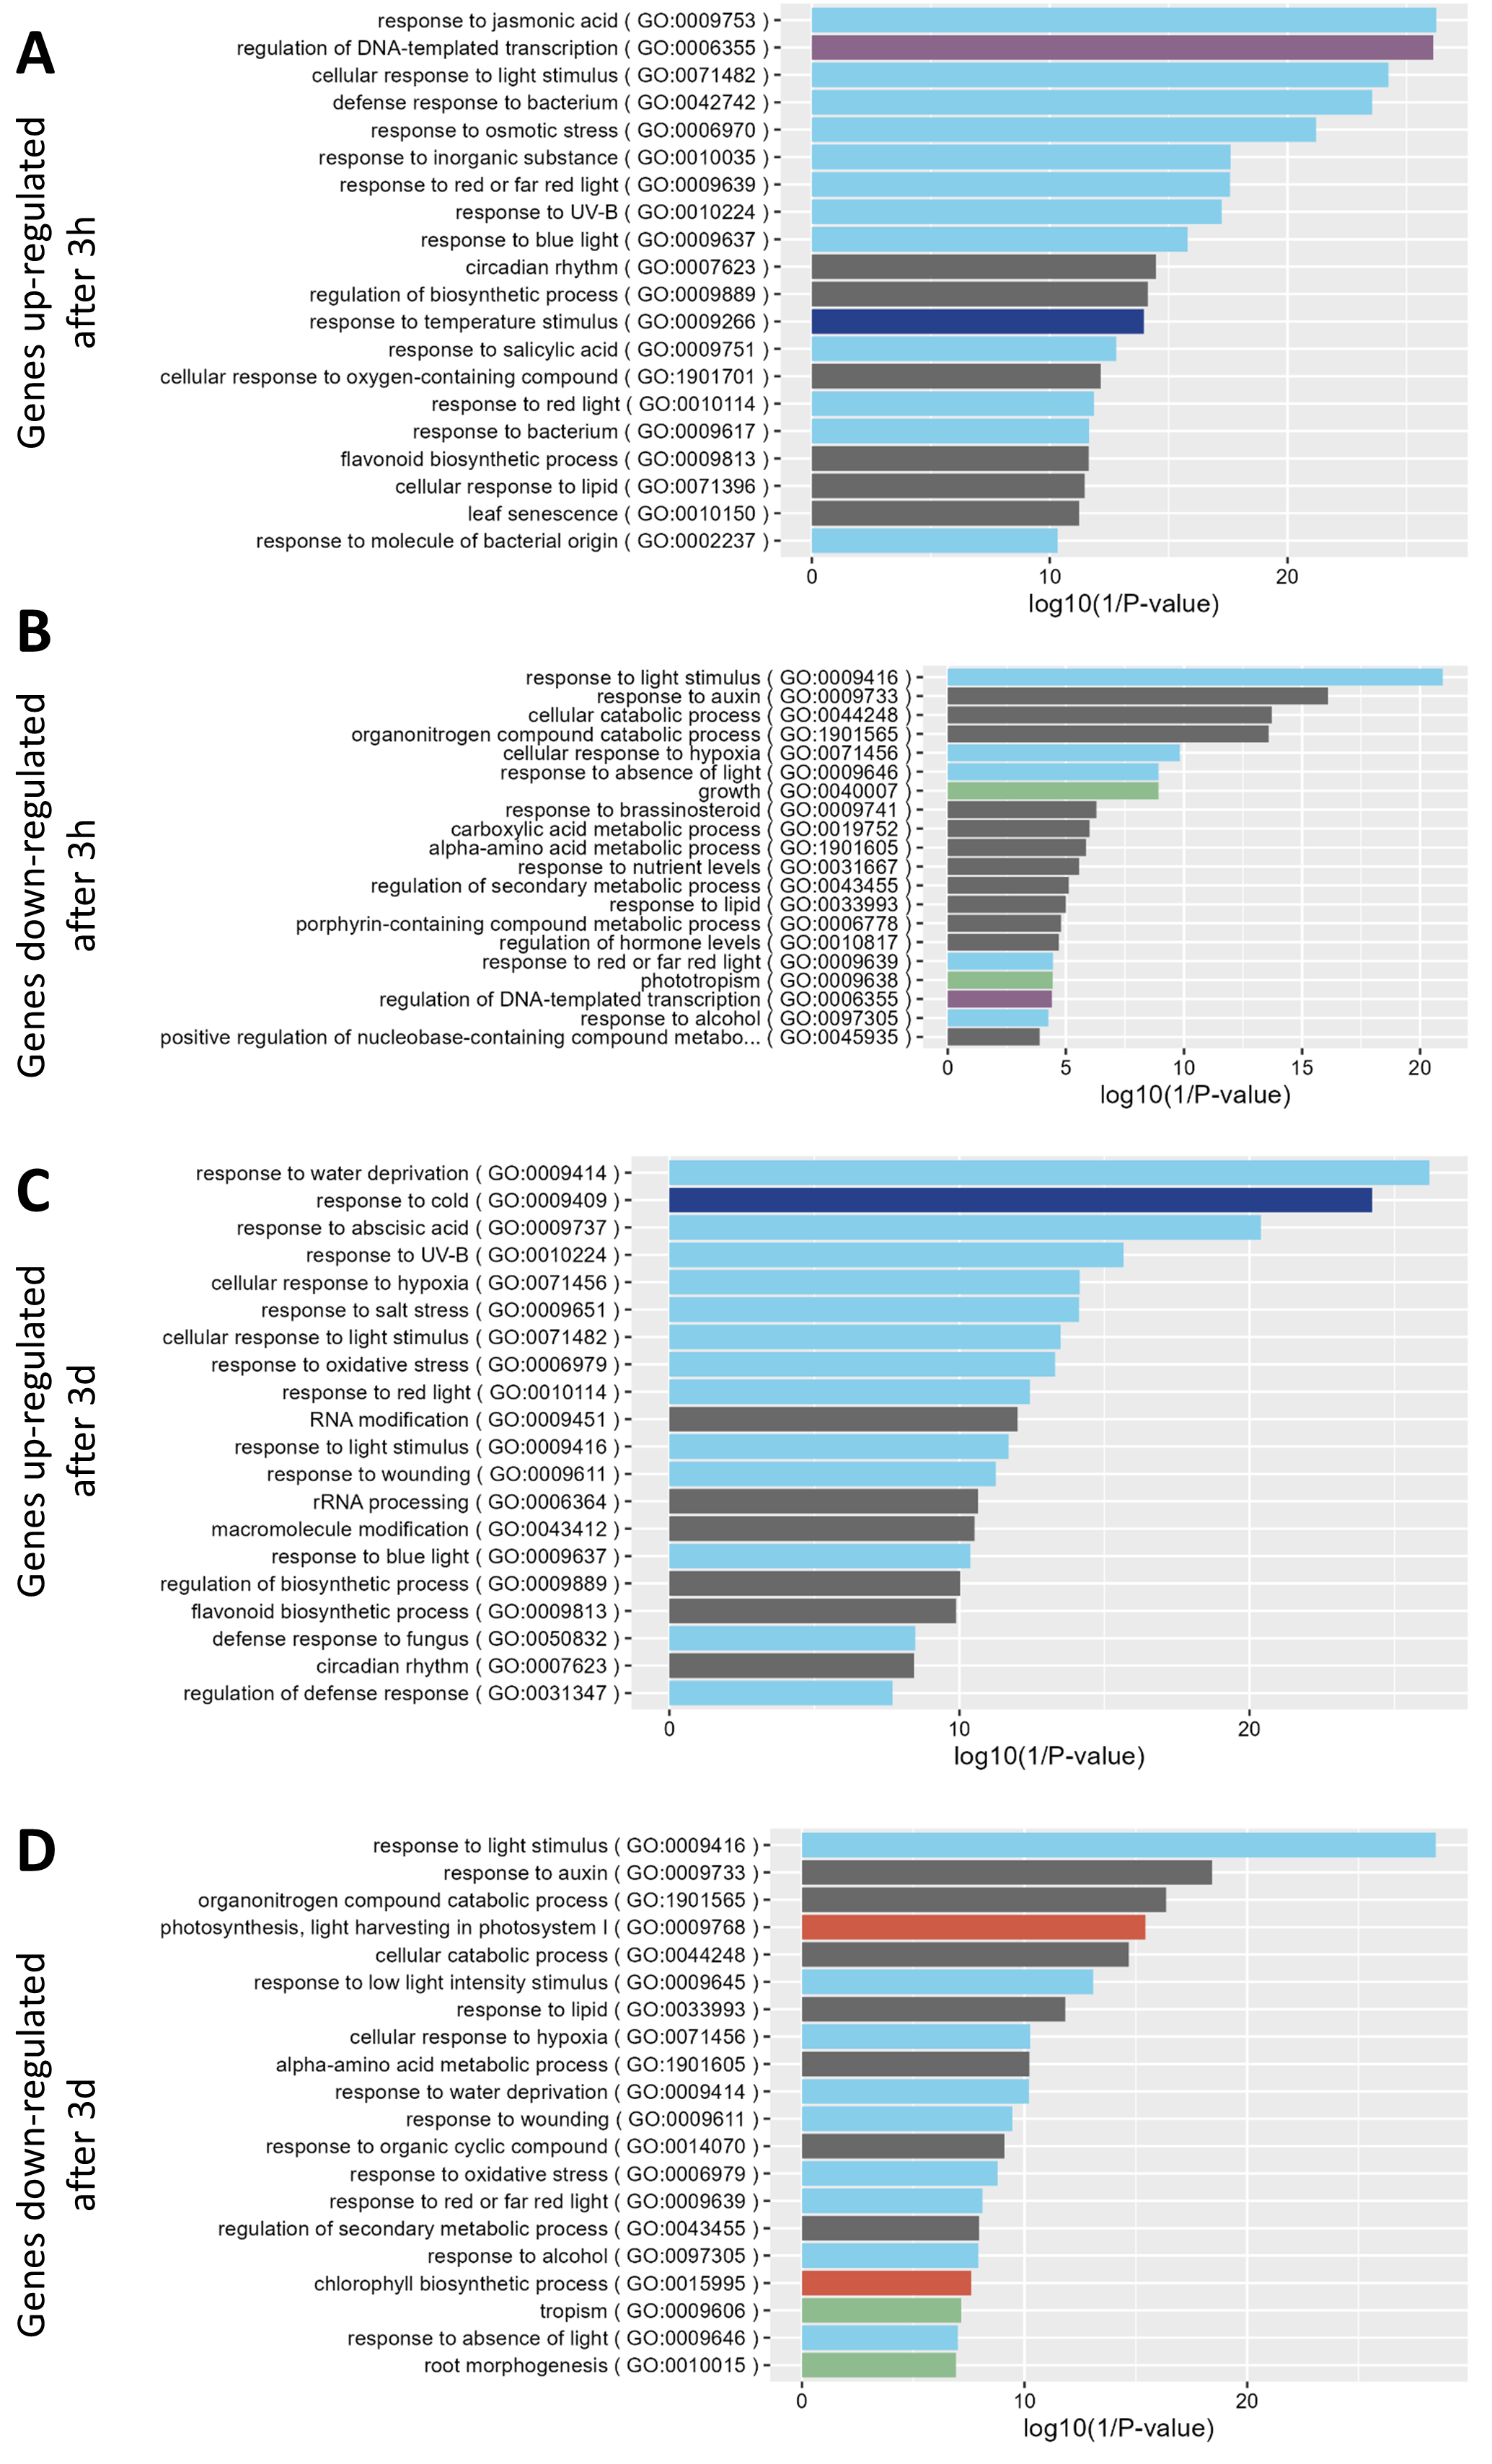 A
Genes up-regulated
after 3h
response to jasmonic acid ( GO:0009753 )
regulation of DNA-templated transcription ( GO:0006355 )
cellular response to light stimulus ( GO:0071482 )
defense response to bacterium ( GO:0042742 )
response to osmotic stress ( GO:0006970 )
response to inorganic substance ( GO:0010035 )
response to red or far red light ( GO:0009639 )
response to UV-B ( GO:0010224 )
response to blue light ( GO:0009637 )
circadian rhythm ( GO:0007623 )
regulation of biosynthetic process ( GO:0009889 )
response to temperature stimulus ( GO:0009266 )
response to salicylic acid ( GO:0009751 )
cellular response to oxygen-containing compound ( GO:1901701 )
response to red light ( GO:0010114 )
response to bacterium ( GO:0009617 )
flavonoid biosynthetic process ( GO:0009813 )
cellular response to lipid ( GO:0071396 )
leaf senescence ( GO:0010150 )
response to molecule of bacterial origin ( GO:0002237 )
0 10 20
log10(1/P-value)
B
Genes down-regulated
after 3h
response to light stimulus ( GO:0009416 )
response to auxin ( GO:0009733 )
cellular catabolic process ( GO:0044248 )
organonitrogen compound catabolic process ( GO:1901565 )
cellular response to hypoxia ( GO:0071456 )
response to absence of light ( GO:0009646 )
growth ( GO:0040007 )
response to brassinosteroid ( GO:0009741 )
carboxylic acid metabolic process ( GO:0019752 )
alpha-amino acid metabolic process ( GO:1901605 )
response to nutrient levels ( GO:0031667 )
regulation of secondary metabolic process ( GO:0043455 )
response to lipid ( GO:0033993 )
porphyrin-containing compound metabolic process ( GO:0006778 )
regulation of hormone levels ( GO:0010817 )
response to red or far red light ( GO:0009639 )
phototropism ( GO:0009638 )
regulation of DNA-templated transcription ( GO:0006355 )
response to alcohol ( GO:0097305 )
positive regulation of nucleobase-containing compound metabo... ( GO:0045935 )
0 5 10 15 20
log10(1/P-value)
C
Genes up-regulated
after 3d
response to water deprivation ( GO:0009414 )
response to cold ( GO:0009409 )
response to abscisic acid ( GO:0009737 )
response to UV-B ( GO:0010224 )
cellular response to hypoxia ( GO:0071456 )
response to salt stress ( GO:0009651 )
cellular response to light stimulus ( GO:0071482 )
response to oxidative stress ( GO:0006979 )
response to red light ( GO:0010114 )
RNA modification ( GO:0009451 )
response to light stimulus ( GO:0009416 )
response to wounding ( GO:0009611 )
rRNA processing ( GO:0006364 )
macromolecule modification ( GO:0043412 )
response to blue light ( GO:0009637 )
regulation of biosynthetic process ( GO:0009889 )
flavonoid biosynthetic process ( GO:0009813 )
defense response to fungus ( GO:0050832 )
circadian rhythm ( GO:0007623 )
regulation of defense response ( GO:0031347 )
0 10 20
log10(1/P-value)
D
Genes down-regulated
after 3d
response to light stimulus ( GO:0009416 )
response to auxin ( GO:0009733 )
organonitrogen compound catabolic process ( GO:1901565 )
photosynthesis, light harvesting in photosystem I ( GO:0009768 )
cellular catabolic process ( GO:0044248 )
response to low light intensity stimulus ( GO:0009645 )
response to lipid ( GO:0033993 )
cellular response to hypoxia ( GO:0071456 )
alpha-amino acid metabolic process ( GO:1901605 )
response to water deprivation ( GO:0009414 )
response to wounding ( GO:0009611 )
response to organic cyclic compound ( GO:0014070 )
response to oxidative stress ( GO:0006979 )
response to red or far red light ( GO:0009639 )
regulation of secondary metabolic process ( GO:0043455 )
response to alcohol ( GO:0097305 )
chlorophyll biosynthetic process ( GO:0015995 )
tropism ( GO:0009606 )
response to absence of light ( GO:0009646 )
root morphogenesis ( GO:0010015 )
0 10 20
log10(1/P-value)